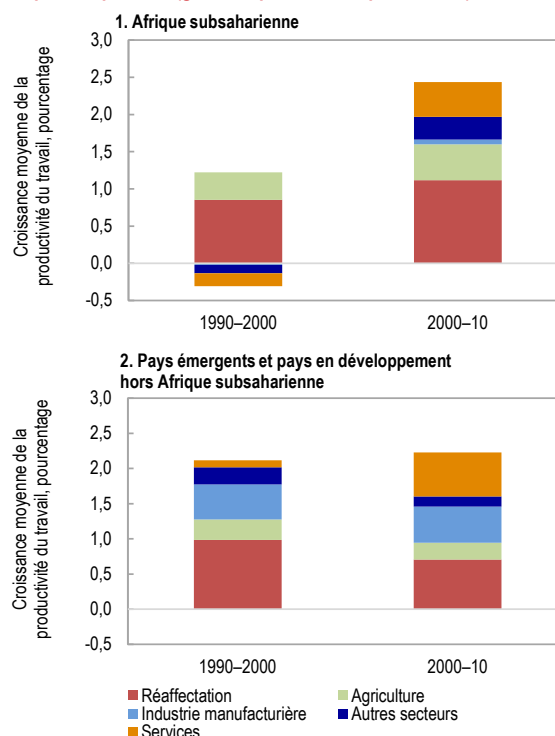 1. Afrique subsaharienne
Croissance moyenne de la
productivité du travail, pourcentage
3,0
2,5
2,0
1,5
1,0
0,5
0,0
-0,5
1990–2000
2000–10
2. Pays émergents et pays en développement
hors Afrique subsaharienne
Croissance moyenne de la
productivité du travail, pourcentage
3,0
2,5
2,0
1,5
1,0
0,5
0,0
-0,5
1990–2000
2000–10
Réaffectation
Agriculture
Industrie manufacturière
Autres secteurs
Services